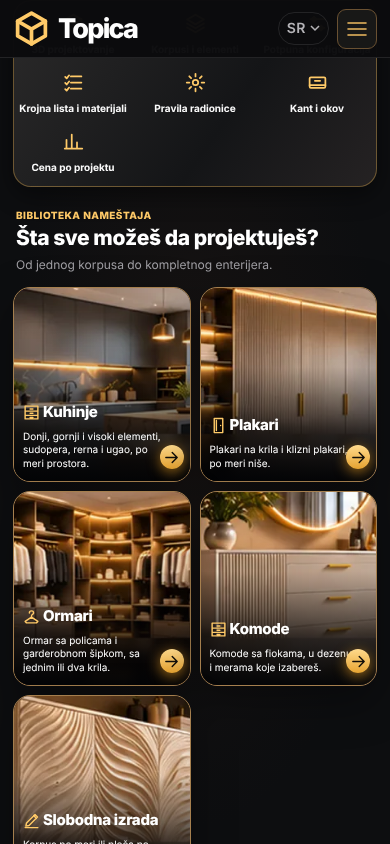 Topica
SR
Krojna lista i materijali
Pravila radionice
Kant i okov
Cena po projektu
BIBLIOTEKA NAMEŠTAJA
Šta sve možeš da projektuješ?
Od jednog korpusa do kompletnog enterijera.
Kuhinje
Donji, gornji i visoki elementi,
sudopera, rerna i ugao, po
meri prostora.
Plakari
Plakari na krila i klizni plakari,
po meri niše.
Ormari
Ormar sa policama i
garderobnom šipkom, sa
jednim ili dva krila.
Komode
Komode sa fiokama, u dezenu
i merama koje izabereš.
Slobodna izrada